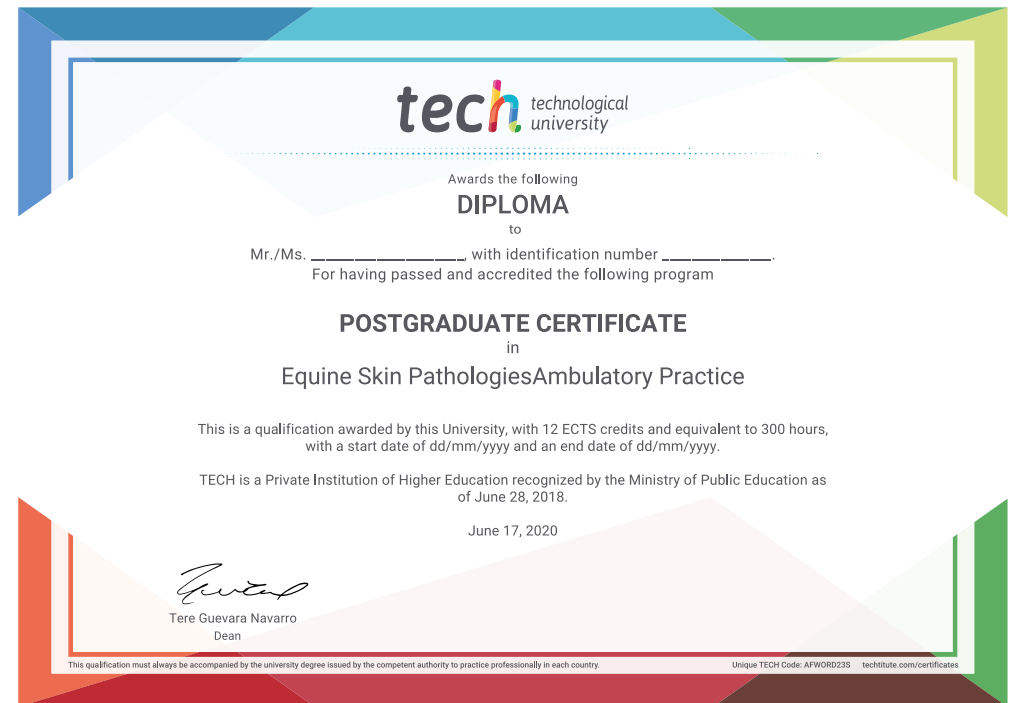 tech technological
university
Awards the following
DIPLOMA
to
Mr./Ms. ____________________, with identification number ______________.
For having passed and accredited the following program
POSTGRADUATE CERTIFICATE
in
Equine Skin PathologiesAmbulatory Practice
This is a qualification awarded by this University, with 12 ECTS credits and equivalent to 300 hours,
with a start date of dd/mm/yyyy and an end date of dd/mm/yyyy.
TECH is a Private Institution of Higher Education recognized by the Ministry of Public Education as
of June 28, 2018.
June 17, 2020
Tere Guevara Navarro
Dean
This qualification must always be accompanied by the university degree issued by the competent authority to practice professionally in each country. Unique TECH Code: AFWORD23S techtitute.com/certificates